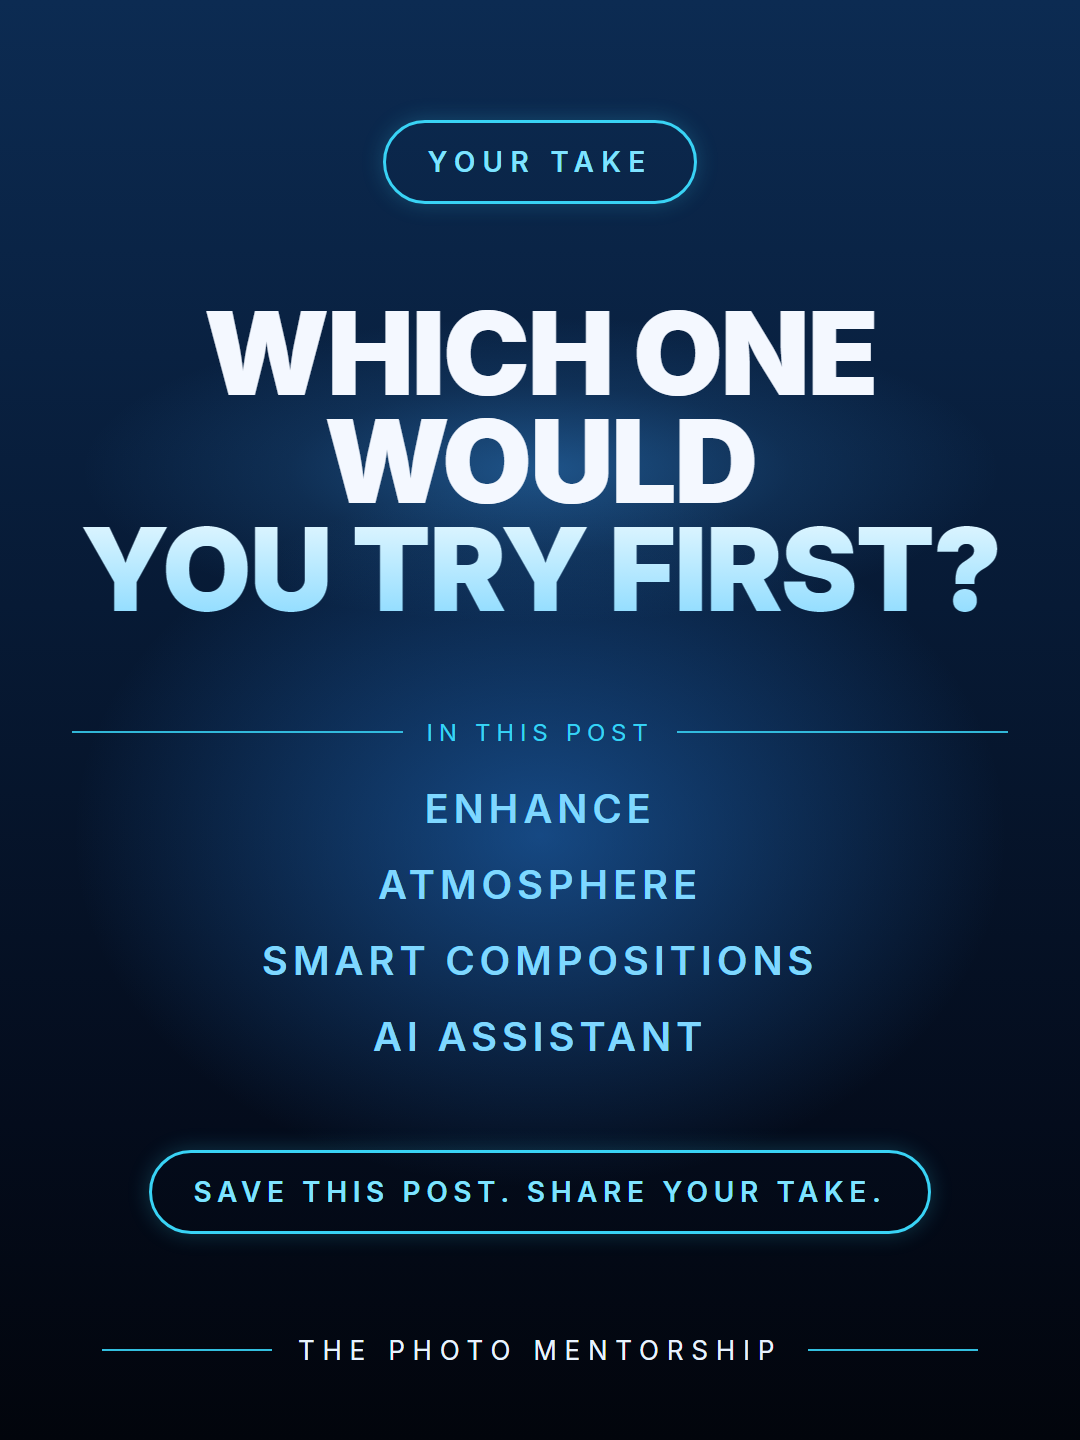 YOUR TAKE
WHICH ONE
WOULD
YOU TRY FIRST?
IN THIS POST
ENHANCE
ATMOSPHERE
SMART COMPOSITIONS
AI ASSISTANT
SAVE THIS POST. SHARE YOUR TAKE.
THE PHOTO MENTORSHIP